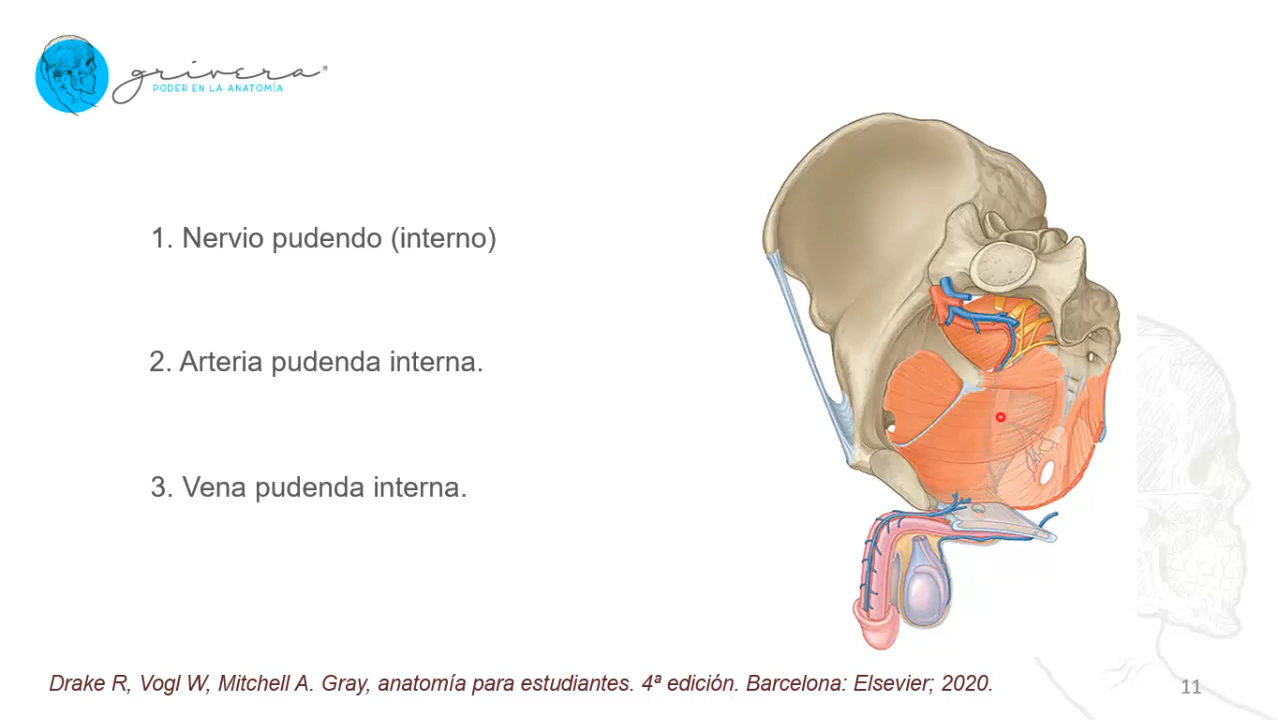 grivera®
PODER EN LA ANATOMÍA
1. Nervio pudendo (interno)
2. Arteria pudenda interna.
3. Vena pudenda interna.
Drake R, Vogl W, Mitchell A. Gray, anatomía para estudiantes. 4ª edición. Barcelona: Elsevier; 2020.
11